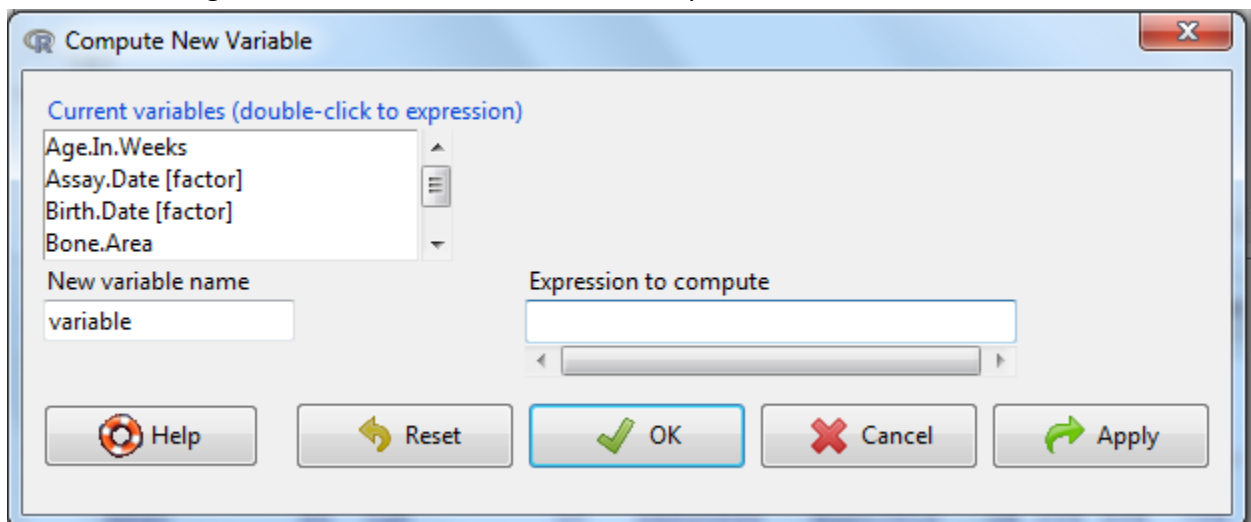 Compute New Variable
X
Current variables (double-click to expression)
Age.In.Weeks
Assay.Date [factor]
Birth.Date [factor]
Bone.Area
New variable name
Expression to compute
variable
Help
Reset
OK
Cancel
Apply